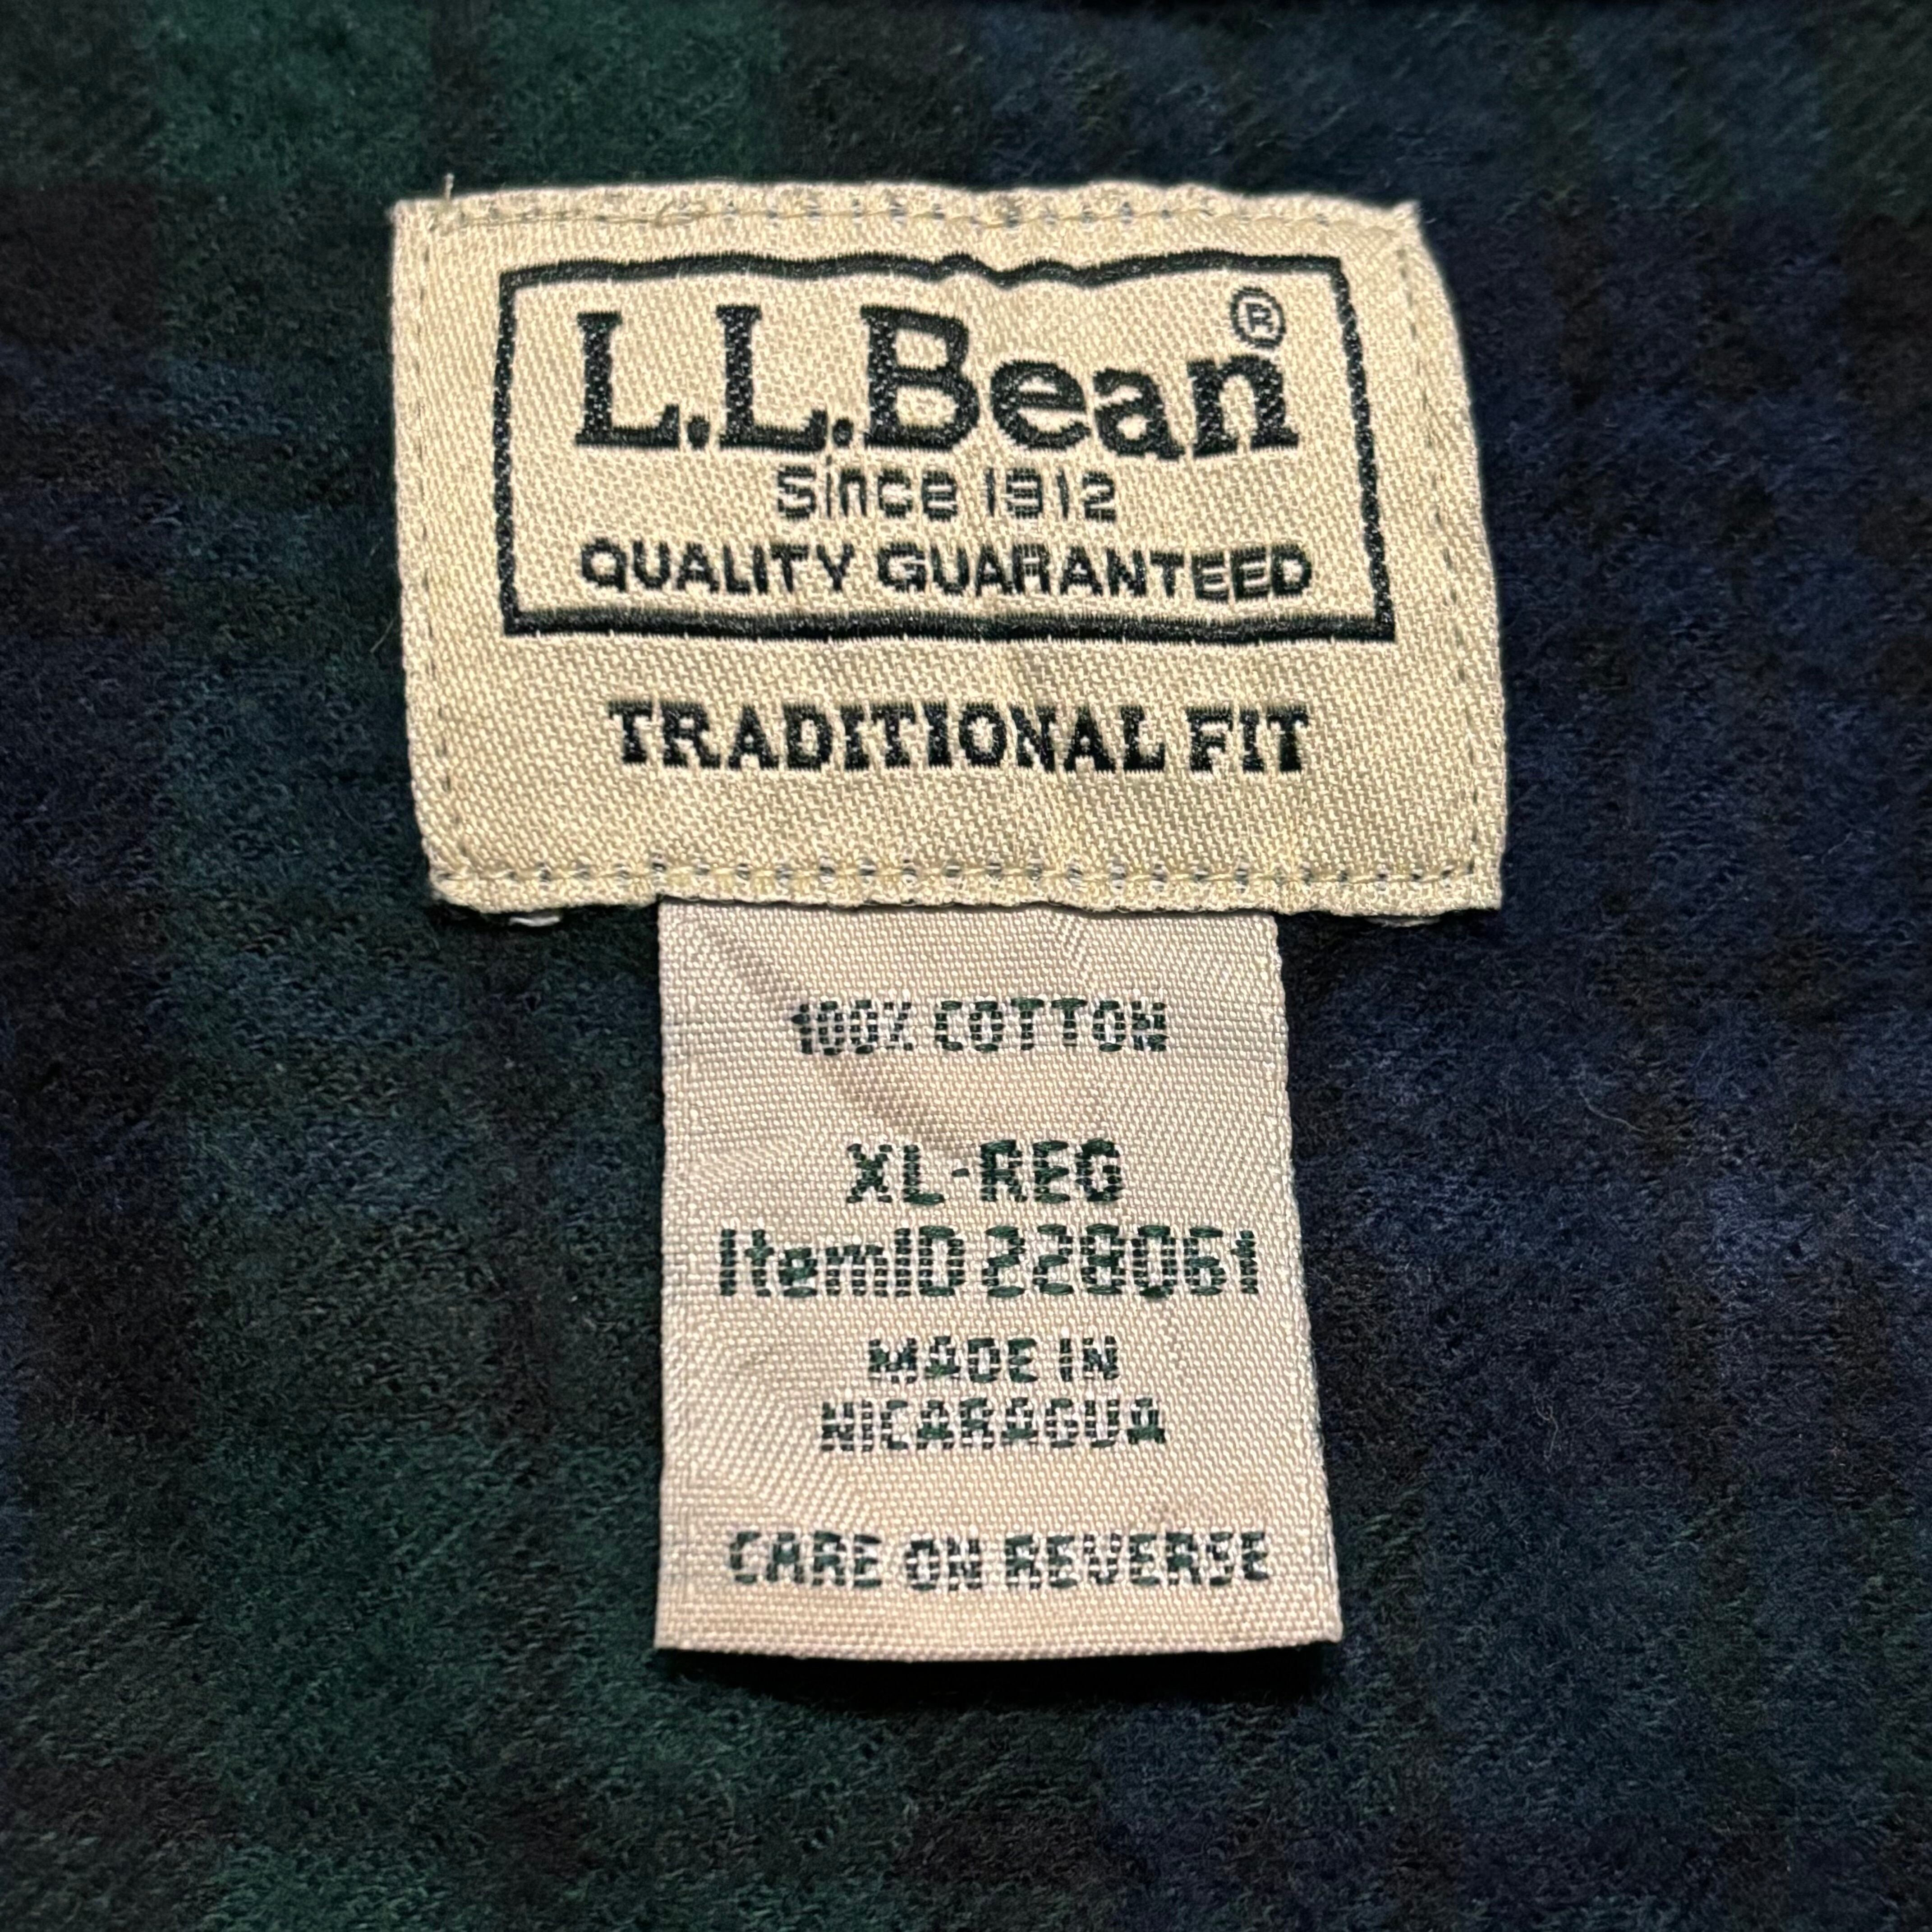 L.L.Bean®
Since 1912
QUALITY GUARANTEED
TRADITIONAL FIT
100% COTTON
XL-REG
ItemID 228061
MADE IN
NICARAGUA
CARE ON REVERSE